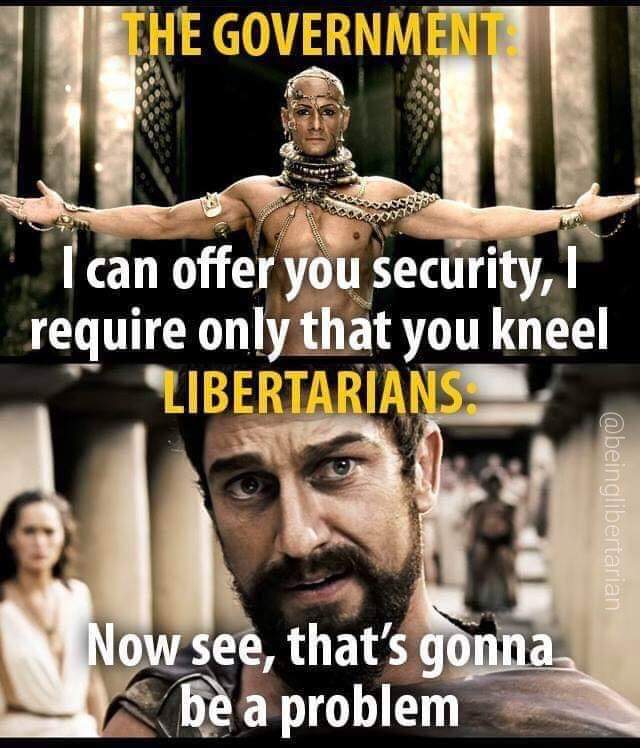 THE GOVERNMENT:
I can offer you security, I
require only that you kneel
LIBERTARIANS:
@beinglibertarian
Now see, that's gonna
be a problem